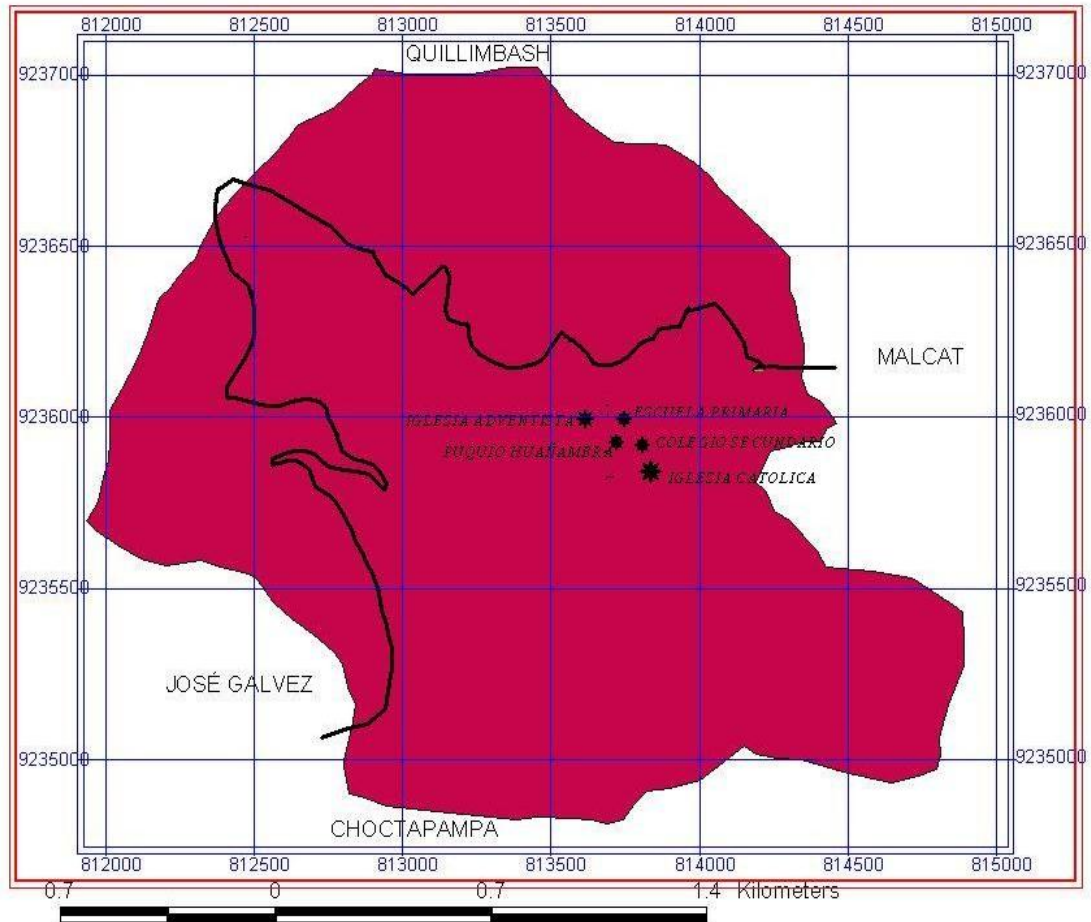 812000 812500 813000 813500 814000 814500 815000
QUILLIMBASH
9237000 9237000
9236500 9236500
MALCAT
9236000 9236000
IGLESIA ADVENTISTA ESCUELA PRIMARIA
PUQUIO HUAÑAMBRA COLEGIO SECUNDARIO
IGLESIA CATOLICA
9235500 9235500
JOSÉ GALVEZ
9235000 9235000
CHOCTAPAMPA
812000 812500 813000 813500 814000 814500 815000
0.7 0 0.7 1.4 Kilometers